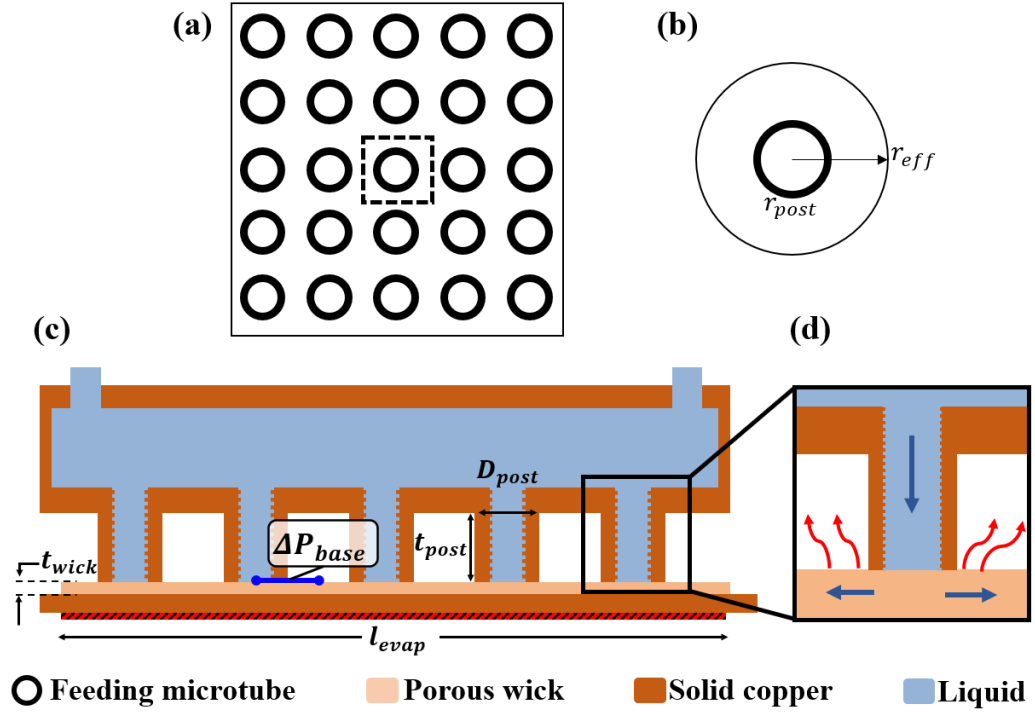 (a)
(b)
r_eff
r_post
(c)
(d)
D_post
ΔP_base
t_post
t_wick
l_evap
Feeding microtube
Porous wick
Solid copper
Liquid